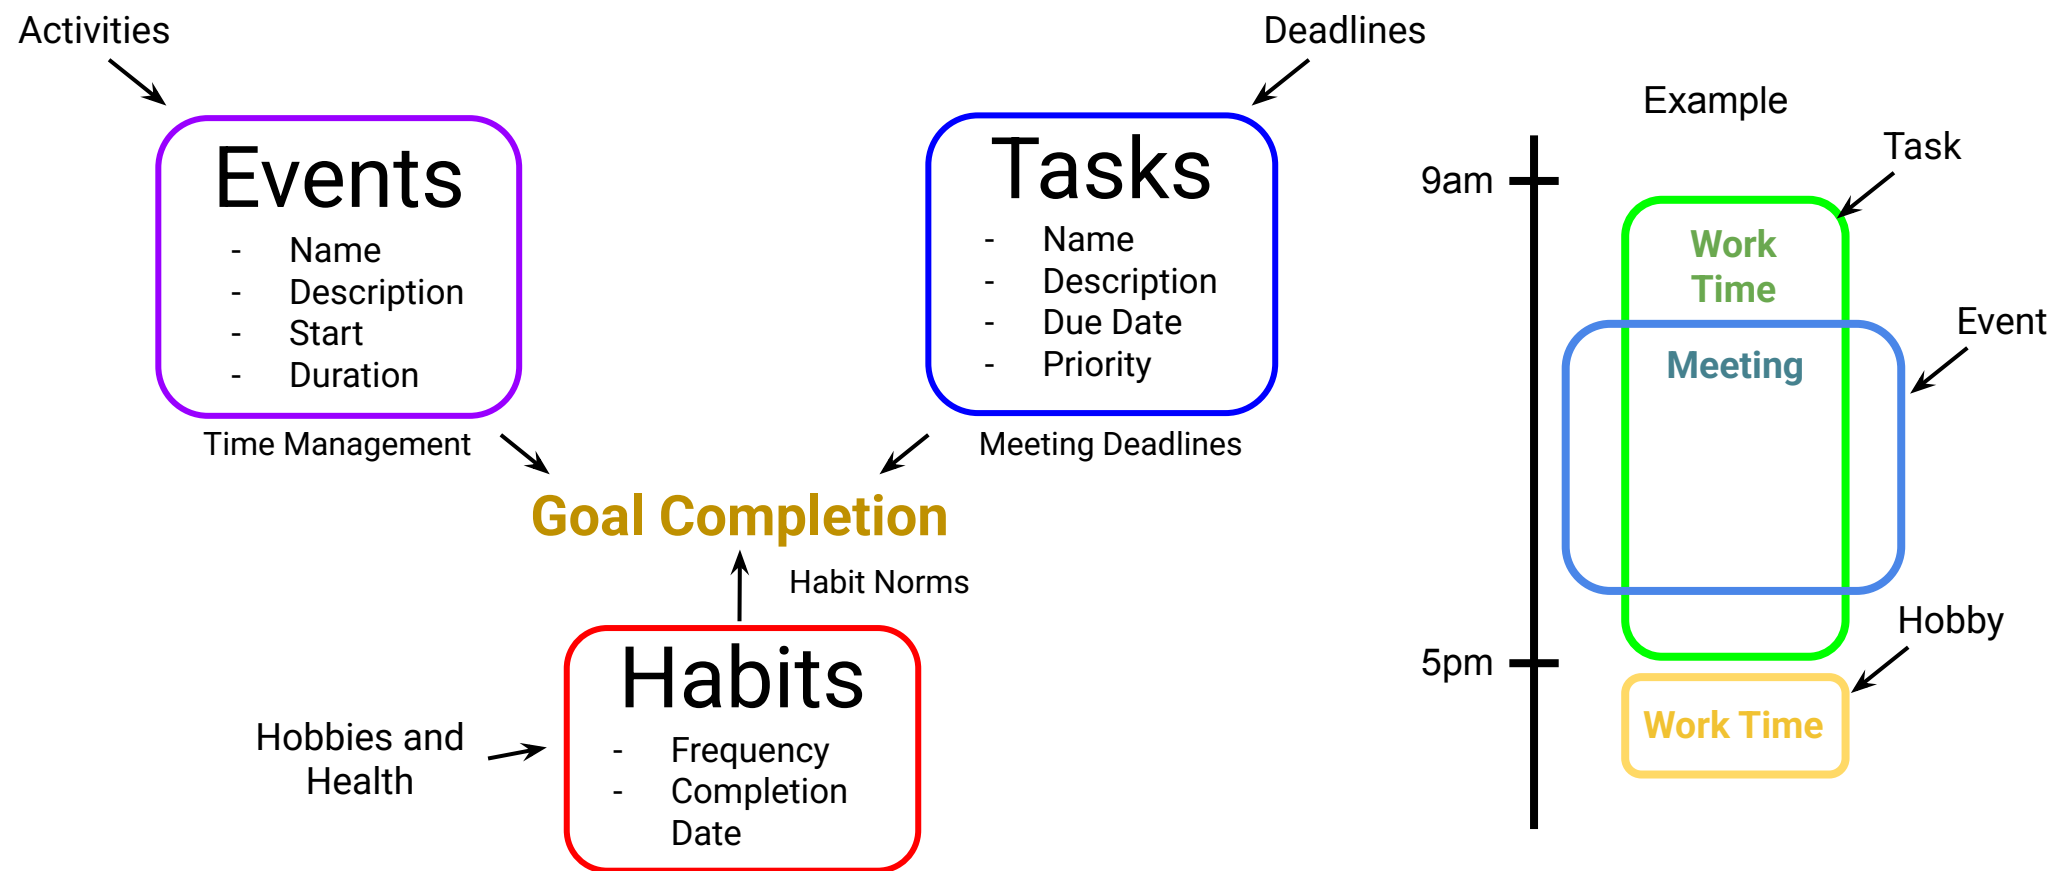 Activities
Events
- Name
- Description
- Start
- Duration
Time Management
Deadlines
Tasks
- Name
- Description
- Due Date
- Priority
Meeting Deadlines
Goal Completion
Habit Norms
Habits
- Frequency
- Completion
Date
Hobbies and
Health
Example
9am
5pm
Task
Work
Time
Event
Meeting
Hobby
Work Time